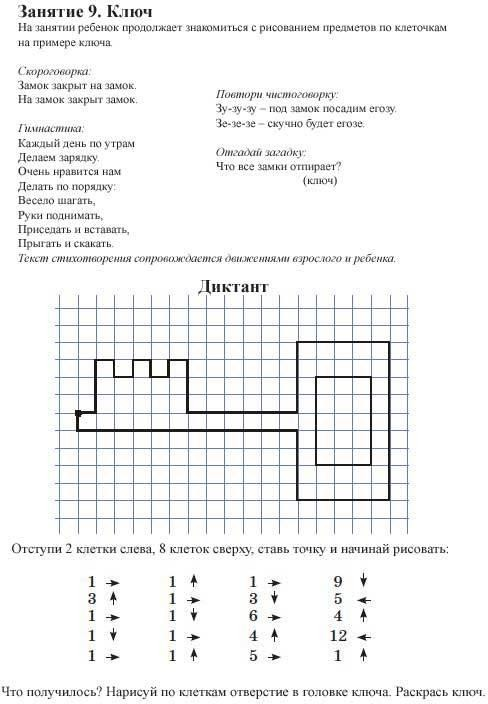 Занятие 9. Ключ
На занятии ребенок продолжает знакомиться с рисованием предметов по клеточкам
на примере ключа.
Скороговорка:
Замок закрыт на замок.
На замок закрыт замок.
Гимнастика:
Каждый день по утрам
Делаем зарядку.
Очень нравится нам
Делать по порядку:
Весело шагать,
Руки поднимать,
Приседать и вставать,
Прыгать и скакать.
Повтори чистоговорку:
Зу-зу-зу – под замок посадим егозу.
Зе-зе-зе – скучно будет егозе.
Отгадай загадку:
Что все замки отпирает?
(ключ)
Текст стихотворения сопровождается движениями взрослого и ребенка.
Диктант
Отступи 2 клетки слева, 8 клеток сверху, ставь точку и начинай рисовать:
1 → 1 ↑ 1 → 9 ↓
3 ↑ 1 → 3 ↓ 5 ←
1 → 1 ↓ 6 → 4 ↑
1 ↓ 1 → 4 ↑ 12 ←
1 → 1 ↑ 5 → 1 ↑
Что получилось? Нарисуй по клеткам отверстие в головке ключа. Раскрась ключ.